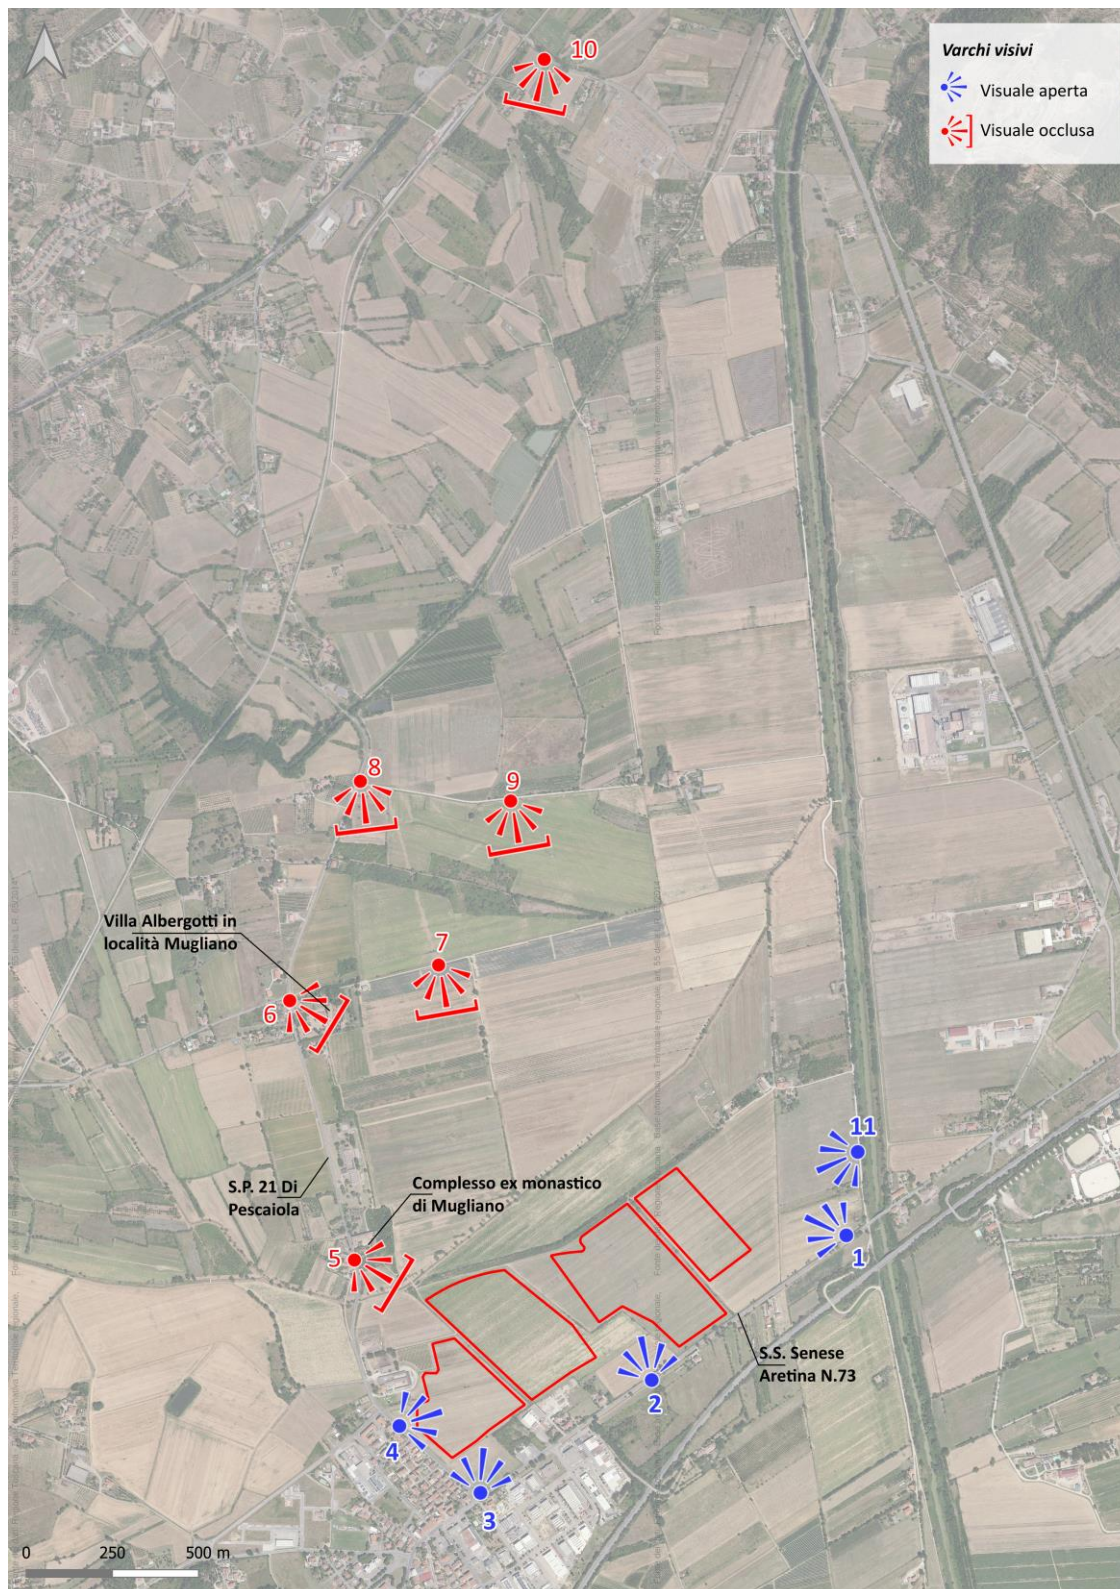 10
Varchi visivi
Visuale aperta
Visuale occlusa
8
9
Villa Albergotti in
località Mugliano
7
6
11
S.P. 21 Di
Pescaiola
Complesso ex monastico
di Mugliano
1
5
S.S. Senese
Aretina N.73
2
4
3
0 250 500 m